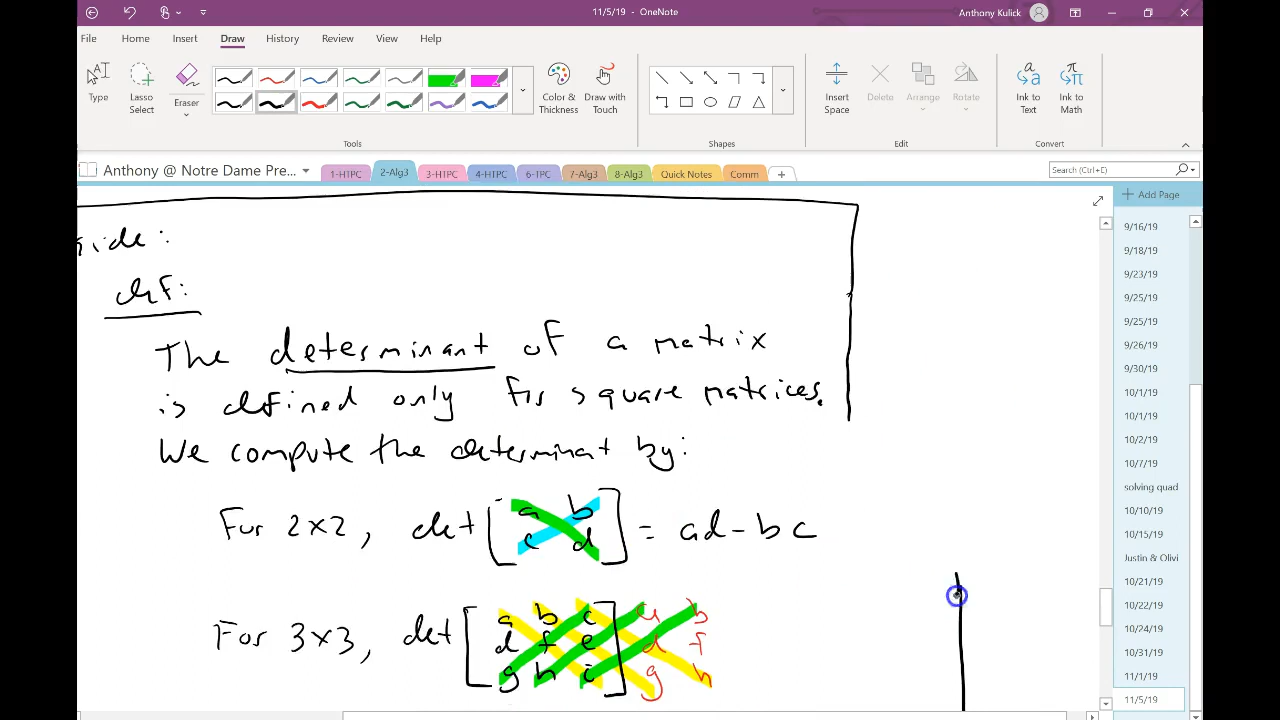 11/5/19 - OneNote
Anthony Kulick
File Home Insert Draw History Review View Help
Type
Lasso Select
Eraser
Color & Thickness
Draw with Touch
Insert Space
Delete
Arrange
Rotate
Ink to Text
Ink to Math
Tools
Shapes
Edit
Convert
Anthony @ Notre Dame Pre...
1-HTPC 2-Alg3 3-HTPC 4-HTPC 6-TPC 7-Alg3 8-Alg3 Quick Notes Comm
Search (Ctrl+E)
Add Page
9/16/19
9/18/19
9/23/19
9/25/19
9/25/19
9/26/19
9/30/19
10/1/19
10/1/19
10/2/19
10/7/19
solving quad
10/10/19
10/15/19
Justin & Olivi
10/21/19
10/22/19
10/24/19
10/31/19
11/1/19
11/5/19
def:
The determinant of a matrix
is defined only for square matrices.
We compute the determinant by:
For 2x2, det [ a b
c d ] = ad - bc
For 3x3, det [ a b c ] a b
d f e d f
g h i g h